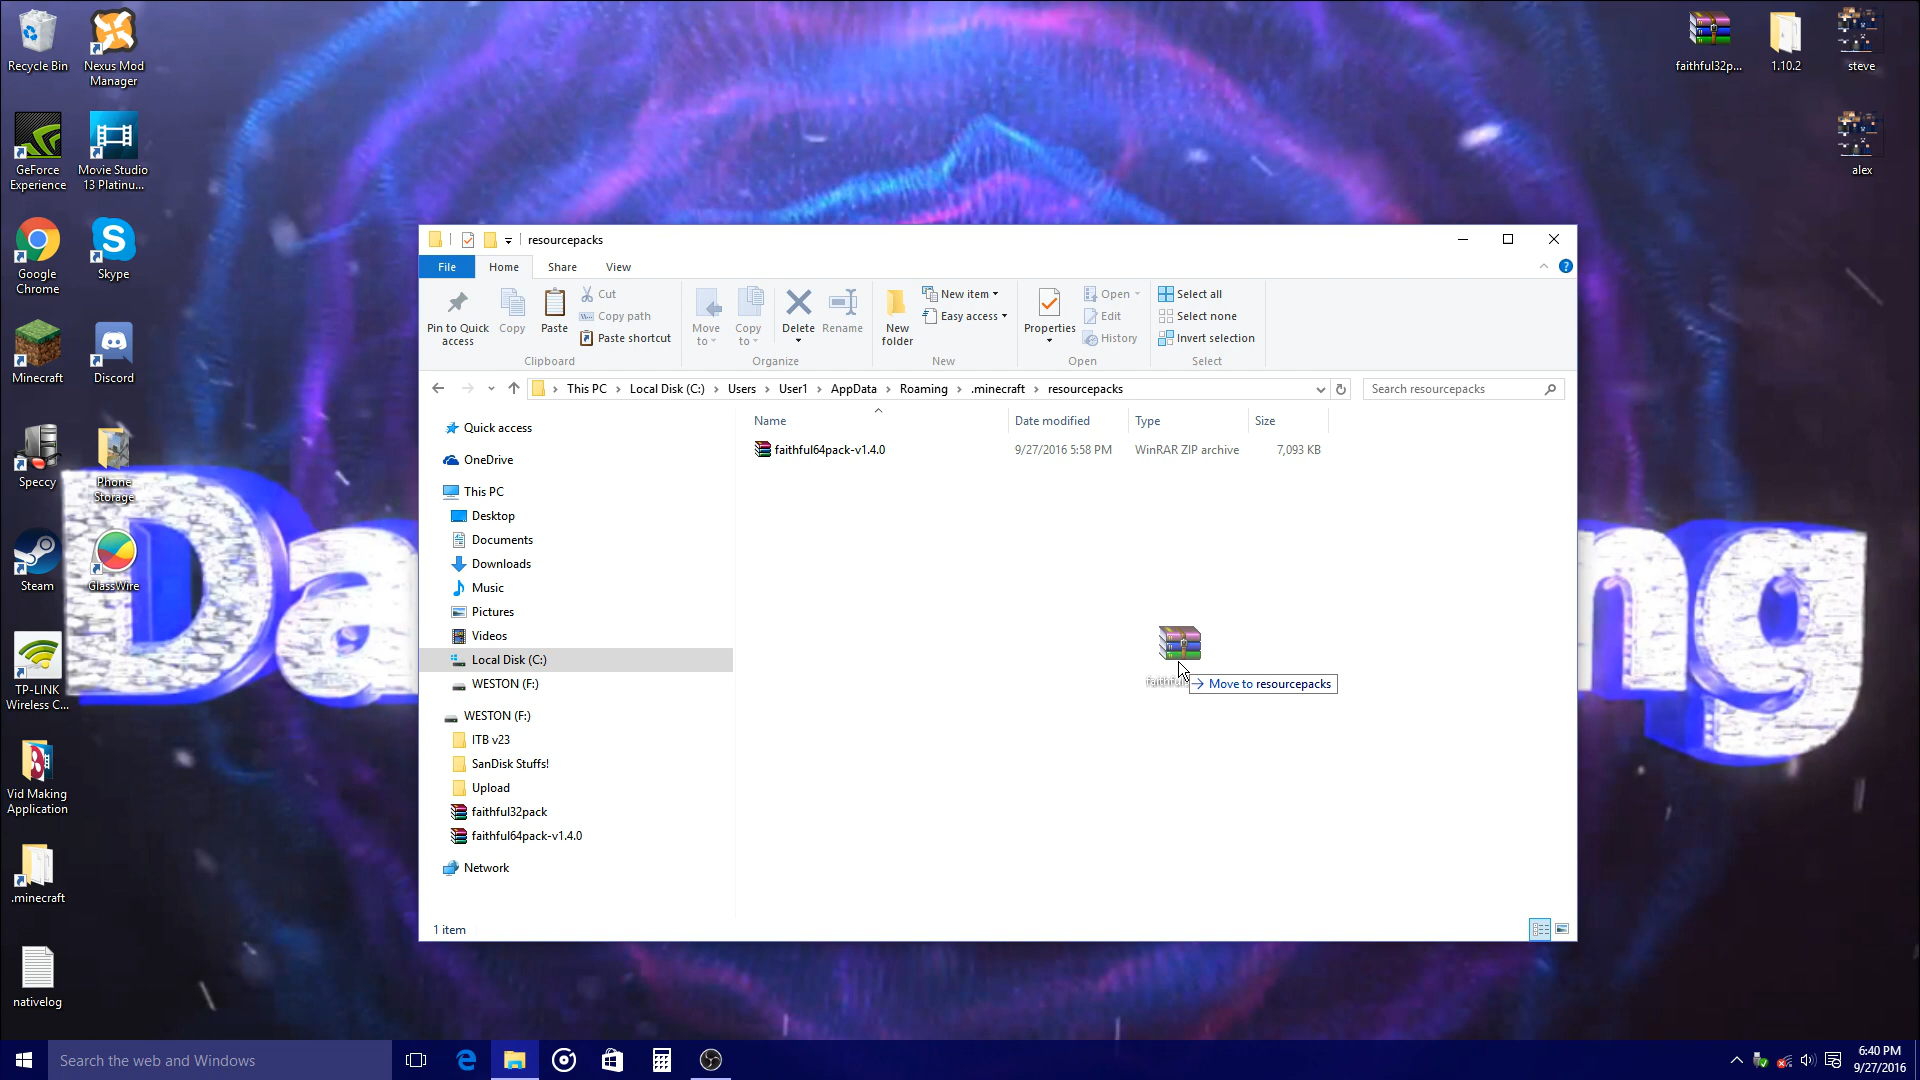 Recycle Bin
Nexus Mod
Manager
GeForce
Experience
Movie Studio
13 Platinu...
Google
Chrome
Skype
Minecraft
Discord
Speccy
Phone
Storage
Steam
GlassWire
TP-LINK
Wireless C...
Vid Making
Application
.minecraft
nativelog
faithful32p...
1.10.2
steve
alex
Da
ng
resourcepacks
File
Home
Share
View
Pin to Quick
access
Copy
Paste
Cut
Copy path
Paste shortcut
Clipboard
Move
to
Copy
to
Delete
Rename
Organize
New
folder
New item
Easy access
New
Properties
Open
Edit
History
Open
Select all
Select none
Invert selection
Select
This PC > Local Disk (C:) > Users > User1 > AppData > Roaming > .minecraft > resourcepacks
Search resourcepacks
Quick access
OneDrive
This PC
Desktop
Documents
Downloads
Music
Pictures
Videos
Local Disk (C:)
WESTON (F:)
WESTON (F:)
ITB v23
SanDisk Stuffs!
Upload
faithful32pack
faithful64pack-v1.4.0
Network
Name Date modified Type Size
faithful64pack-v1.4.0 9/27/2016 5:58 PM WinRAR ZIP archive 7,093 KB
Move to resourcepacks
1 item
Search the web and Windows
6:40 PM
9/27/2016